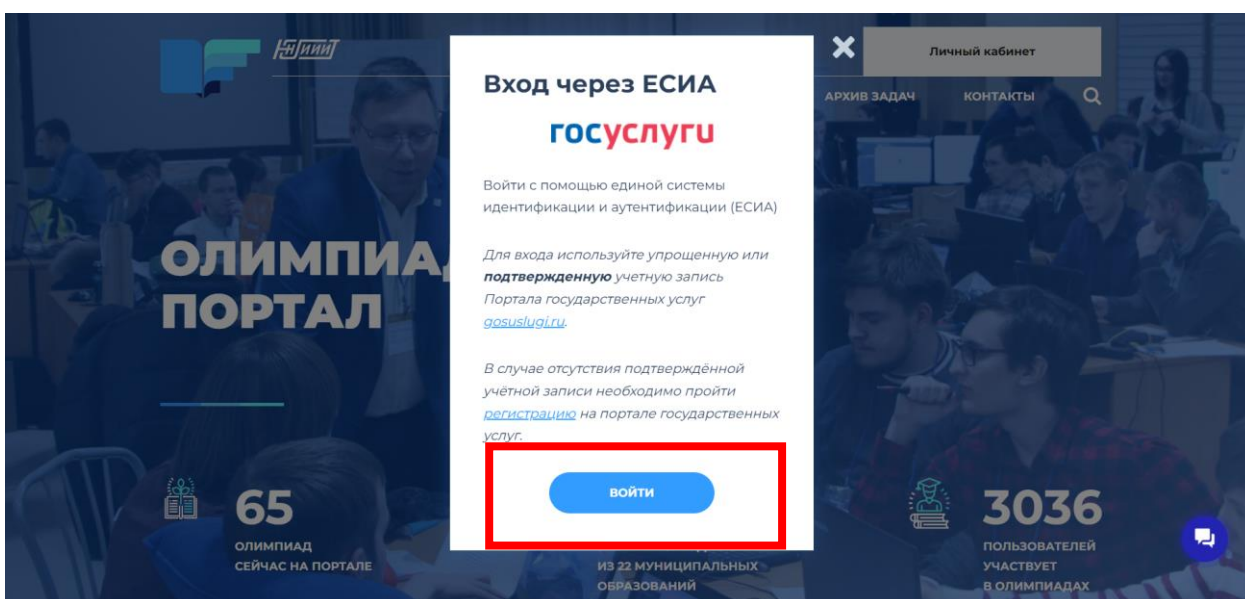 ННГИИИТ
Личный кабинет
АРХИВ ЗАДАЧ
КОНТАКТЫ
ОЛИМПИАД
ПОРТАЛ
Вход через ЕСИА
госуслуги
Войти с помощью единой системы
идентификации и аутентификации (ЕСИА)
Для входа используйте упрощенную или
подтвержденную учетную запись
Портала государственных услуг
gosuslugi.ru.
В случае отсутствия подтверждённой
учётной записи необходимо пройти
регистрацию на портале государственных
услуг.
ВОЙТИ
65
ОЛИМПИАД
СЕЙЧАС НА ПОРТАЛЕ
ИЗ 22 МУНИЦИПАЛЬНЫХ
ОБРАЗОВАНИЙ
3036
ПОЛЬЗОВАТЕЛЕЙ
УЧАСТВУЕТ
В ОЛИМПИАДАХ